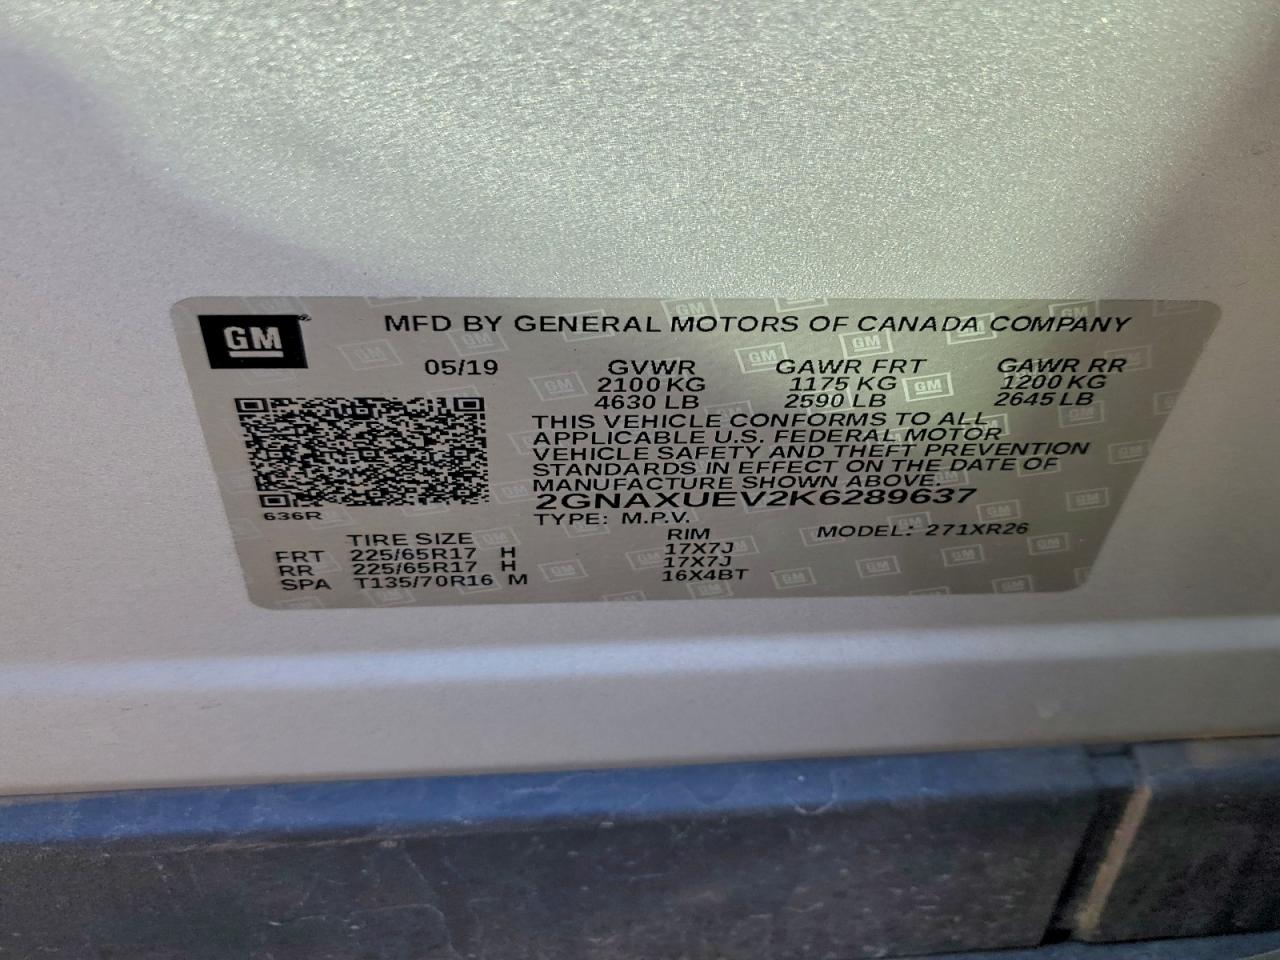 GM
MFD BY GENERAL MOTORS OF CANADA COMPANY
05/19 GVWR GAWR FRT GAWR RR
2100 KG 1175 KG 1200 KG
4630 LB 2590 LB 2645 LB
THIS VEHICLE CONFORMS TO ALL
APPLICABLE U.S. FEDERAL MOTOR
VEHICLE SAFETY AND THEFT PREVENTION
STANDARDS IN EFFECT ON THE DATE OF
MANUFACTURE SHOWN ABOVE.
2GNAXUEV2K6289637
636R
TYPE: M.P.V. MODEL: 271XR26
TIRE SIZE RIM
FRT 225/65R17 H 17X7J
RR 225/65R17 H 17X7J
SPA T135/70R16 M 16X4BT